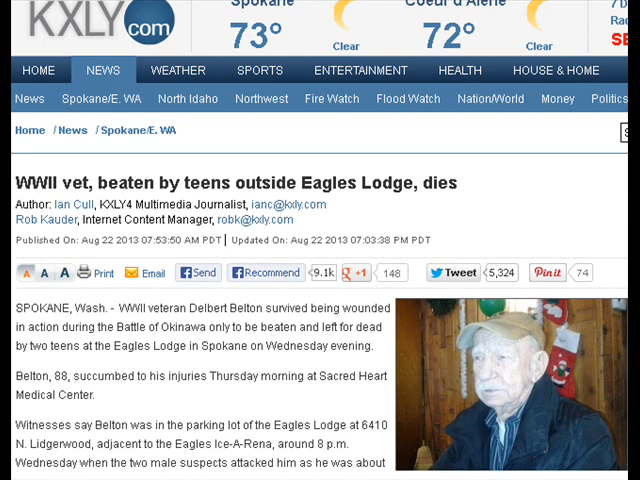 KXLY.com
Spokane
73°
Clear
Coeur d'Alene
72°
Clear
HOME NEWS WEATHER SPORTS ENTERTAINMENT HEALTH HOUSE & HOME
News Spokane/E. WA North Idaho Northwest Fire Watch Flood Watch Nation/World Money Politics
Home / News / Spokane/E. WA
WWII vet, beaten by teens outside Eagles Lodge, dies
Author: Ian Cull, KXLY4 Multimedia Journalist, ianc@kxly.com
Rob Kauder, Internet Content Manager, robk@kxly.com
Published On: Aug 22 2013 07:53:50 AM PDT | Updated On: Aug 22 2013 07:03:38 PM PDT
A A A Print Email Send Recommend 9.1k +1 148 Tweet 5,324 Pin it 74
SPOKANE, Wash. - WWII veteran Delbert Belton survived being wounded
in action during the Battle of Okinawa only to be beaten and left for dead
by two teens at the Eagles Lodge in Spokane on Wednesday evening.
Belton, 88, succumbed to his injuries Thursday morning at Sacred Heart
Medical Center.
Witnesses say Belton was in the parking lot of the Eagles Lodge at 6410
N. Lidgerwood, adjacent to the Eagles Ice-A-Rena, around 8 p.m.
Wednesday when the two male suspects attacked him as he was about